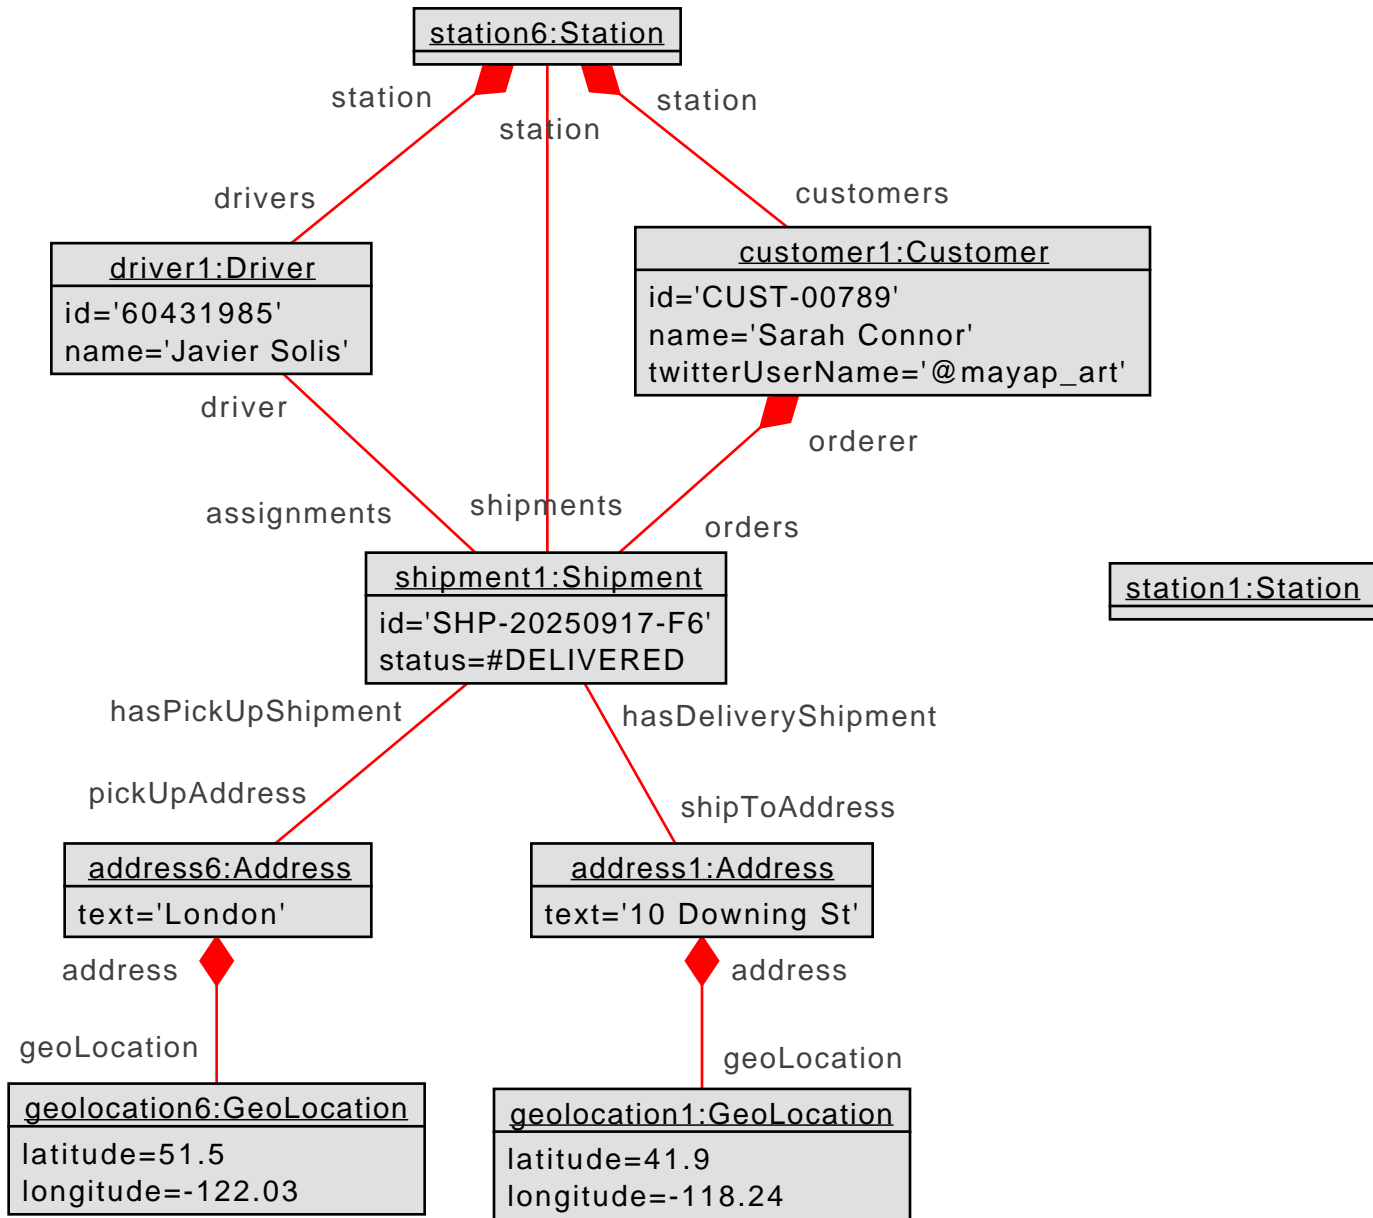 station6:Station
station
station
station
drivers
customers
driver1:Driver
id='60431985'
name='Javier Solis'
customer1:Customer
id='CUST-00789'
name='Sarah Connor'
twitterUserName='@mayap_art'
driver
orderer
assignments
shipments
orders
shipment1:Shipment
id='SHP-20250917-F6'
status=#DELIVERED
station1:Station
hasPickUpShipment
hasDeliveryShipment
pickUpAddress
shipToAddress
address6:Address
text='London'
address1:Address
text='10 Downing St'
address
address
geoLocation
geoLocation
geolocation6:GeoLocation
latitude=51.5
longitude=-122.03
geolocation1:GeoLocation
latitude=41.9
longitude=-118.24